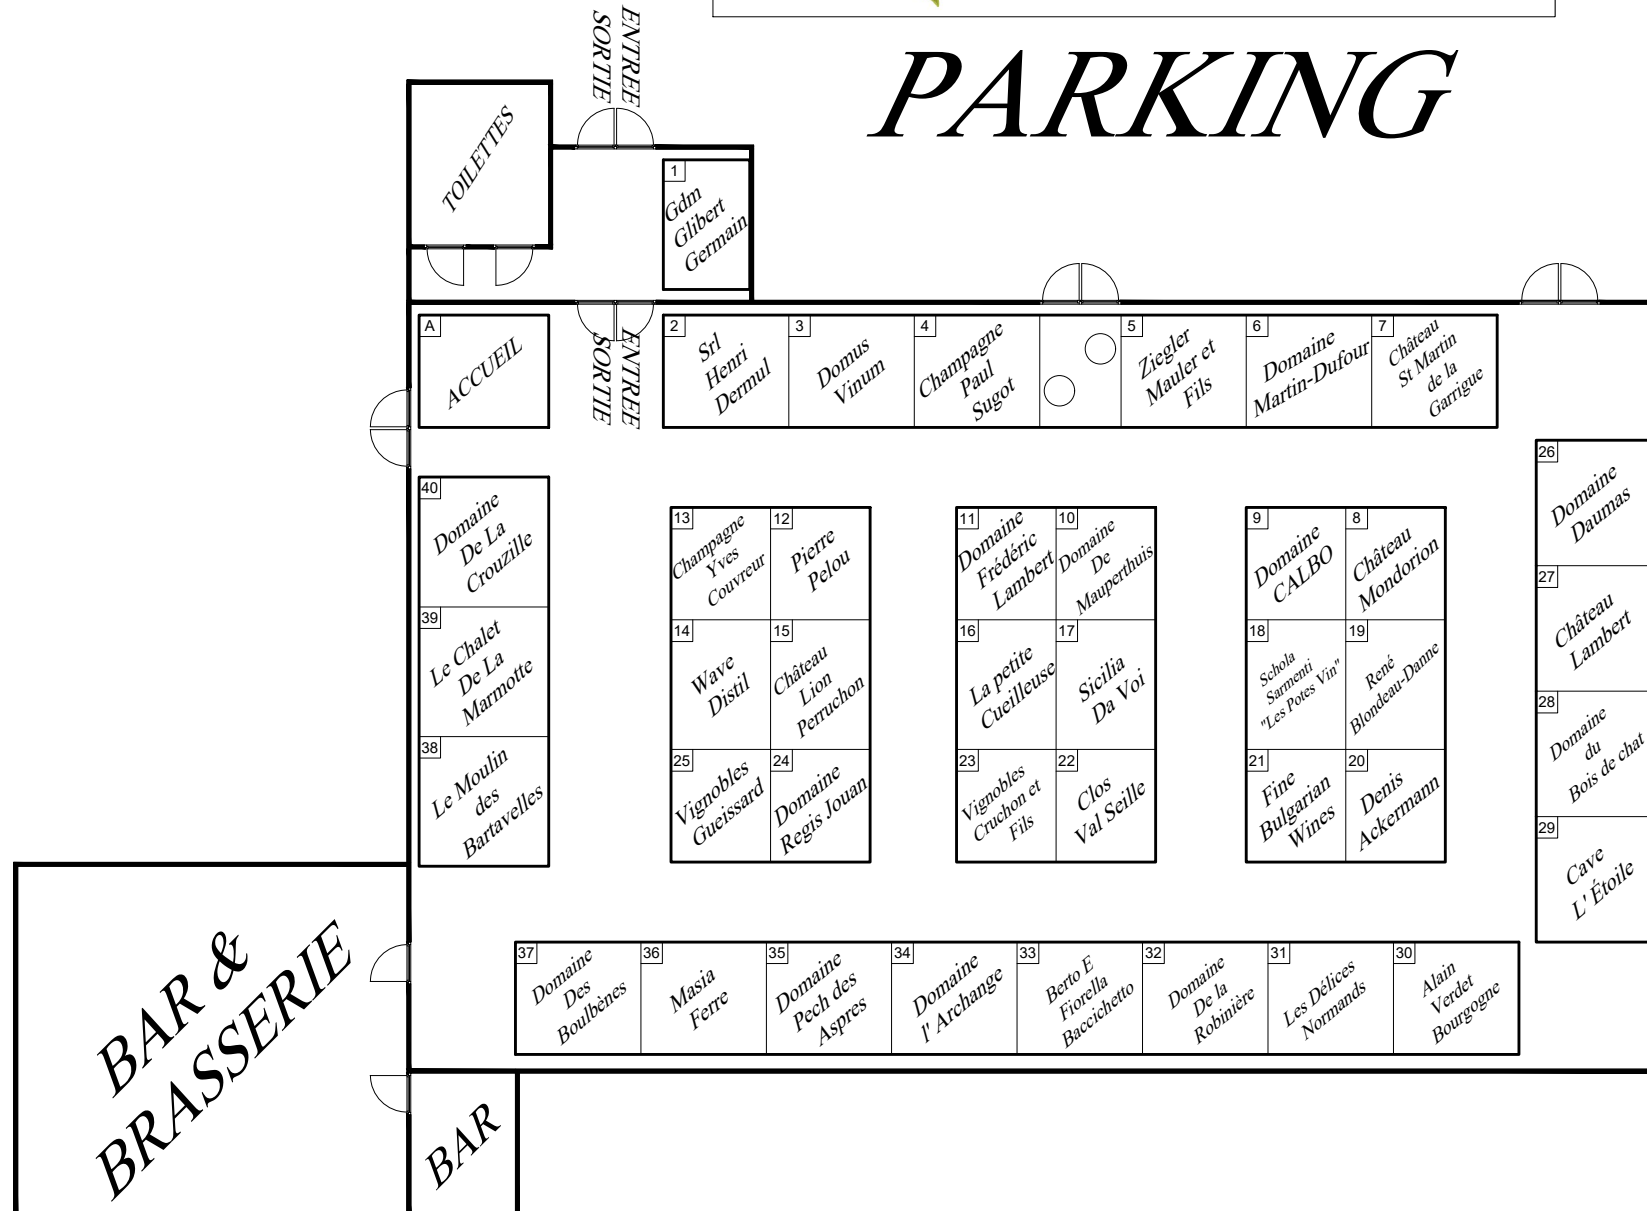 PARKING
ENTREE
SORTIE
TOILETTES
1
Gdm
Glibert
Germain
A
ACCUEIL
ENTREE
SORTIE
2
Srl
Henri
Dermul
3
Domus
Vinum
4
Champagne
Paul
Sugot
5
Ziegler
Mauler et
Fils
6
Domaine
Martin-Dufour
7
Château
St Martin
de la
Garrigue
26
Domaine
Daumas
27
Château
Lambert
28
Domaine
du
Bois de chat
29
Cave
L' Étoile
40
Domaine
De La
Crouzille
39
Le Chalet
De La
Marmotte
38
Le Moulin
des
Bartavelles
13
Champagne
Yves
Couvreur
12
Pierre
Pelou
14
Wave
Distil
15
Château
Lion
Perruchon
25
Vignobles
Gueissard
24
Domaine
Regis Jouan
11
Domaine
Frédéric
Lambert
10
Domaine
De
Mauperthuis
16
La petite
Cueilleuse
17
Sicilia
Da Voi
23
Vignobles
Cruchon et
Fils
22
Clos
Val Seille
9
Domaine
CALBO
8
Château
Mondorion
18
Schola
Sarmenti
"Les Potes Vin"
19
René
Blondeau-Danne
21
Fine
Bulgarian
Wines
20
Denis
Ackermann
37
Domaine
Des
Boulbènes
36
Masia
Ferre
35
Domaine
Pech des
Aspres
34
Domaine
l' Archange
33
Berto E
Fiorella
Baccichetto
32
Domaine
De la
Robinière
31
Les Délices
Normands
30
Alain
Verdet
Bourgogne
BAR &
BRASSERIE
BAR